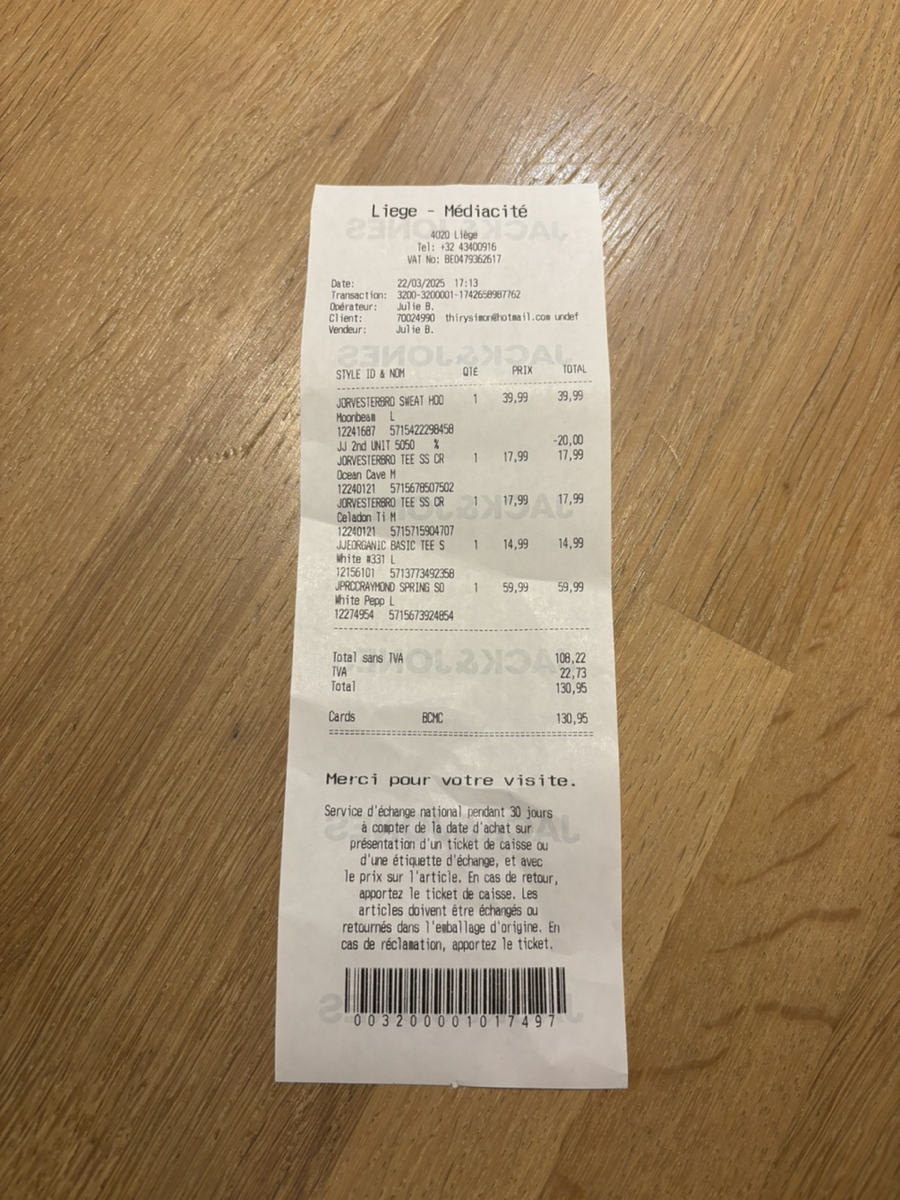 Liege - Médiacité
4020 Liège
Tel: +32 43400916
VAT No: BE0479362617
Date: 22/03/2025 17:13
Transaction: 3200-3200001-1742658987762
Opérateur: Julie B.
Client: 70024990 thirysimon@hotmail.com undef
Vendeur: Julie B.
STYLE ID & NOM QTÉ PRIX TOTAL
JORVESTERBRO SWEAT HOO 1 39,99 39,99
Moonbeam L
12241687 5715422298458
JJ 2nd UNIT 5050 % -20,00
JORVESTERBRO TEE SS CR 1 17,99 17,99
Ocean Cave M
12240121 5715678507502
JORVESTERBRO TEE SS CR 1 17,99 17,99
Celadon Ti M
12240121 5715715904707
JJEORGANIC BASIC TEE S 1 14,99 14,99
White #331 L
12156101 5713773492358
JPRCCRAYMOND SPRING SO 1 59,99 59,99
White Pepp L
12274954 5715673924854
Total sans TVA 108,22
TVA 22,73
Total 130,95
Cards BCMC 130,95
Merci pour votre visite.
Service d'échange national pendant 30 jours
à compter de la date d'achat sur
présentation d'un ticket de caisse ou
d'une étiquette d'échange, et avec
le prix sur l'article. En cas de retour,
apportez le ticket de caisse. Les
articles doivent être échangés ou
retournés dans l'emballage d'origine. En
cas de réclamation, apportez le ticket.
003200001017497
JACK&JONES
JACK&JONES
JACK&JONES
JACK&JONES